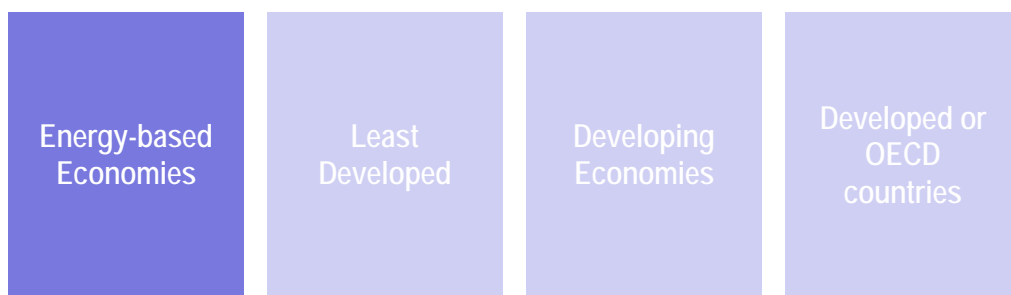 Energy-based
Economies
Least
Developed
Developing
Economies
Developed or
OECD
countries